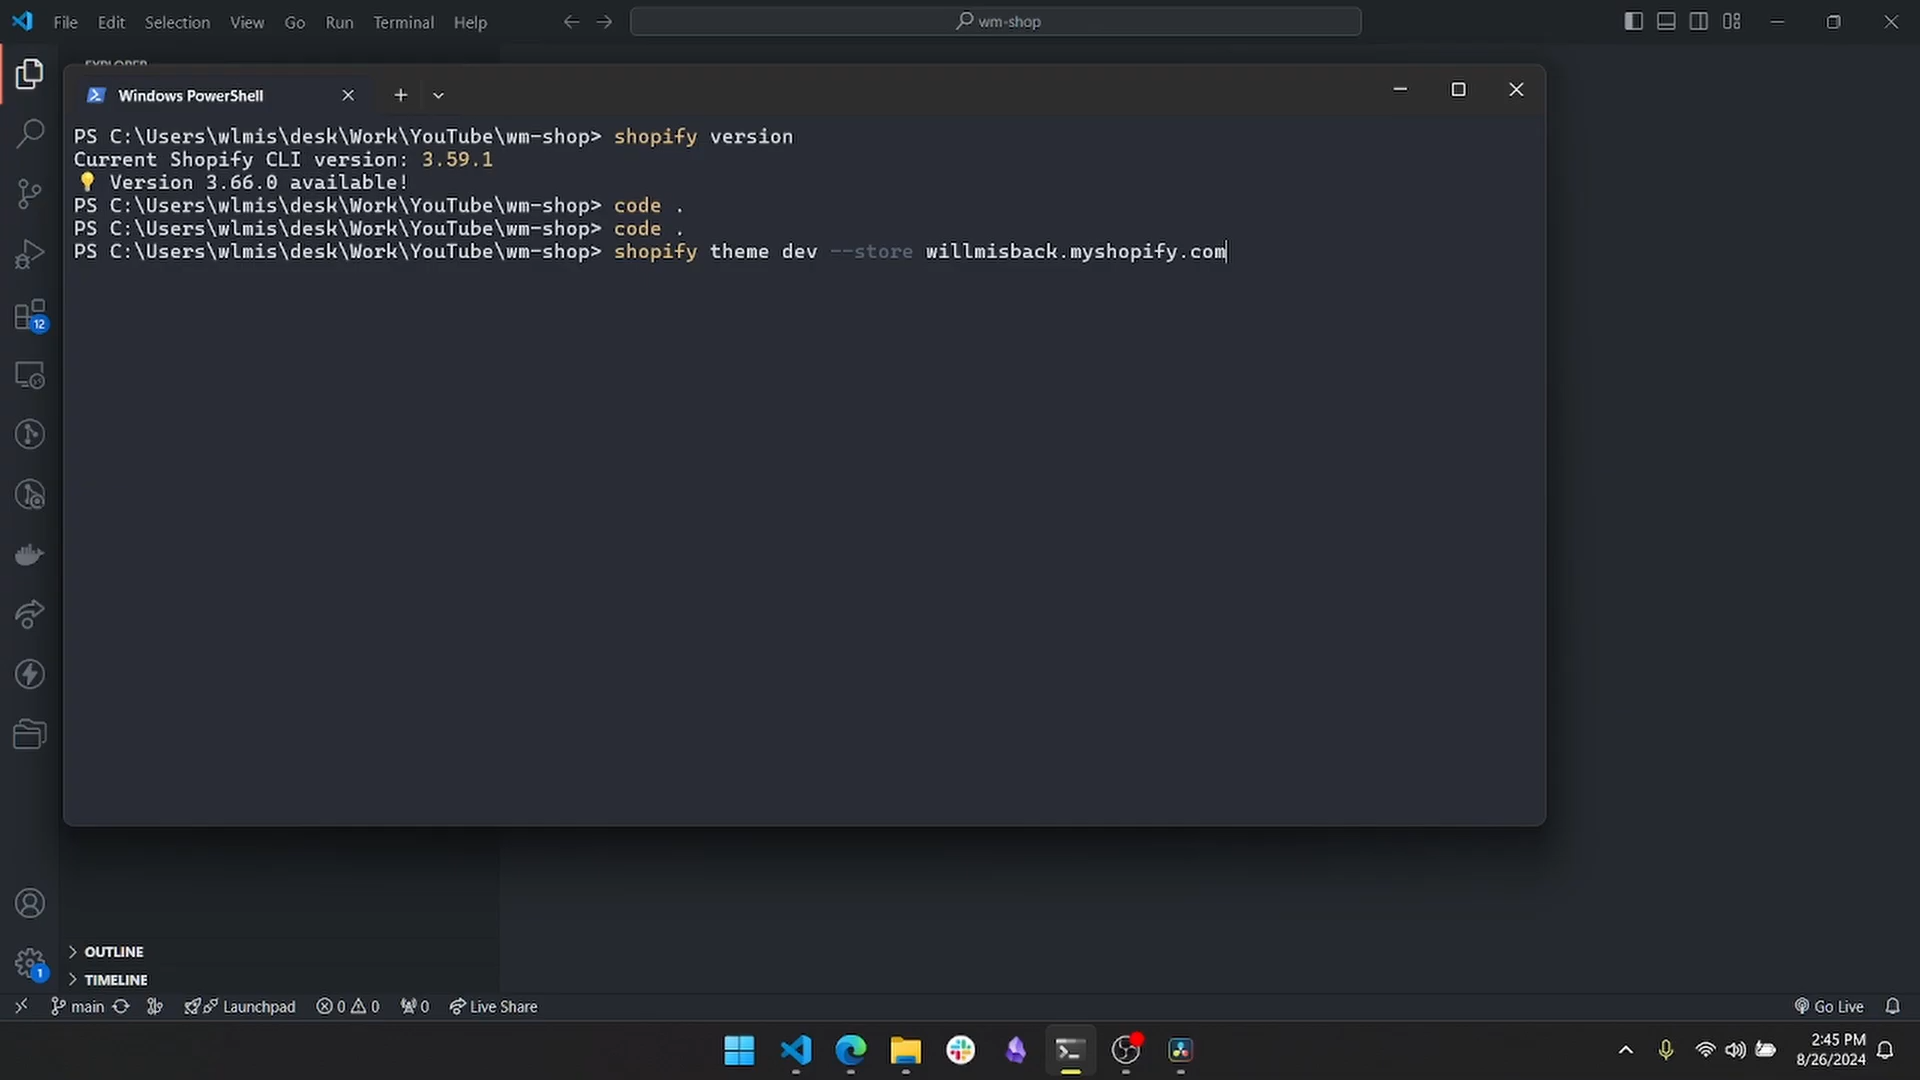 File Edit Selection View Go Run Terminal Help
wm-shop
EXPLORER
Windows PowerShell
PS C:\Users\wlmis\desk\Work\YouTube\wm-shop> shopify version
Current Shopify CLI version: 3.59.1
💡 Version 3.66.0 available!
PS C:\Users\wlmis\desk\Work\YouTube\wm-shop> code .
PS C:\Users\wlmis\desk\Work\YouTube\wm-shop> code .
PS C:\Users\wlmis\desk\Work\YouTube\wm-shop> shopify theme dev --store willmisback.myshopify.com
12
1
OUTLINE
TIMELINE
main Launchpad 0 0 0 Live Share Go Live
2:45 PM
8/26/2024